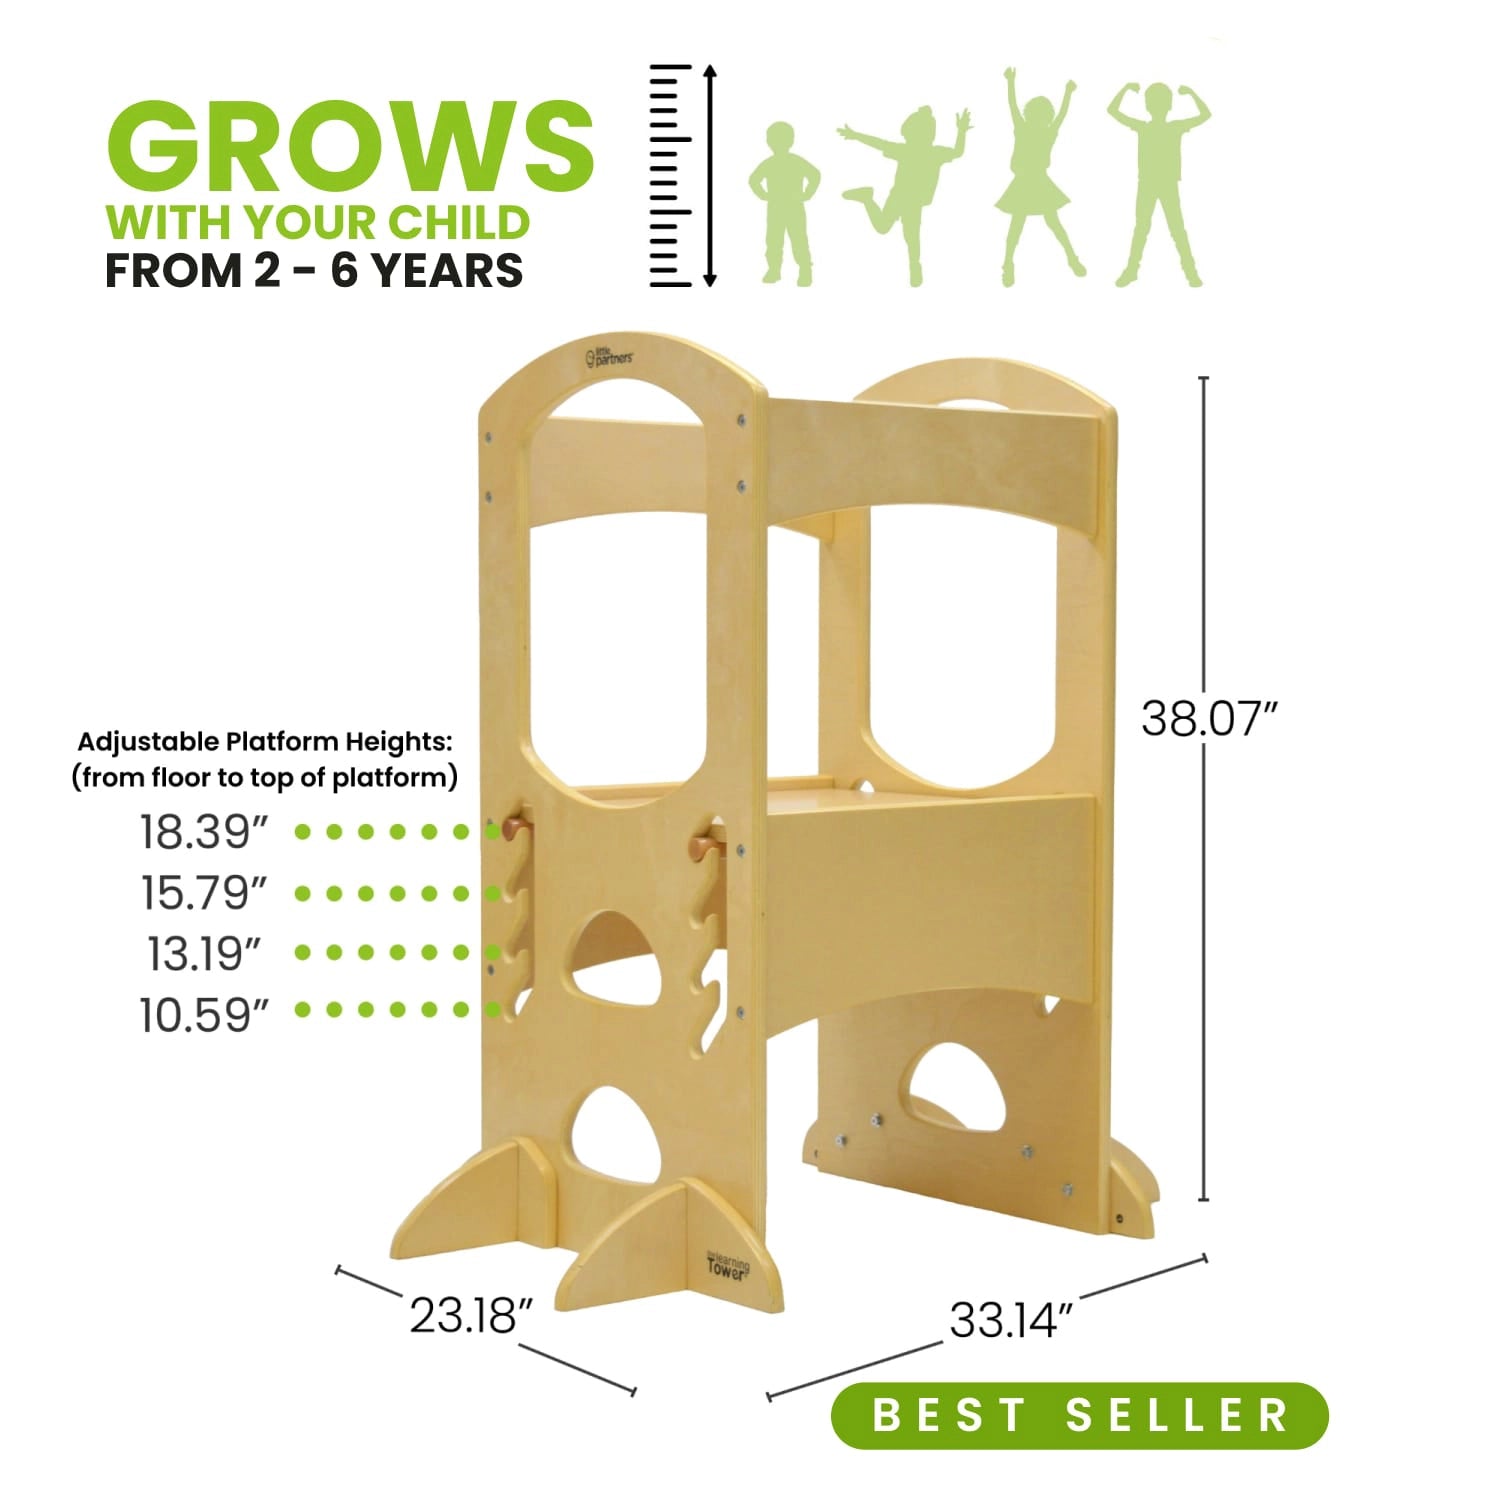 GROWS
WITH YOUR CHILD
FROM 2 - 6 YEARS
little
partners
38.07”
Adjustable Platform Heights:
(from floor to top of platform)
18.39”
15.79”
13.19”
10.59”
learning
Tower
23.18”
33.14”
BEST SELLER